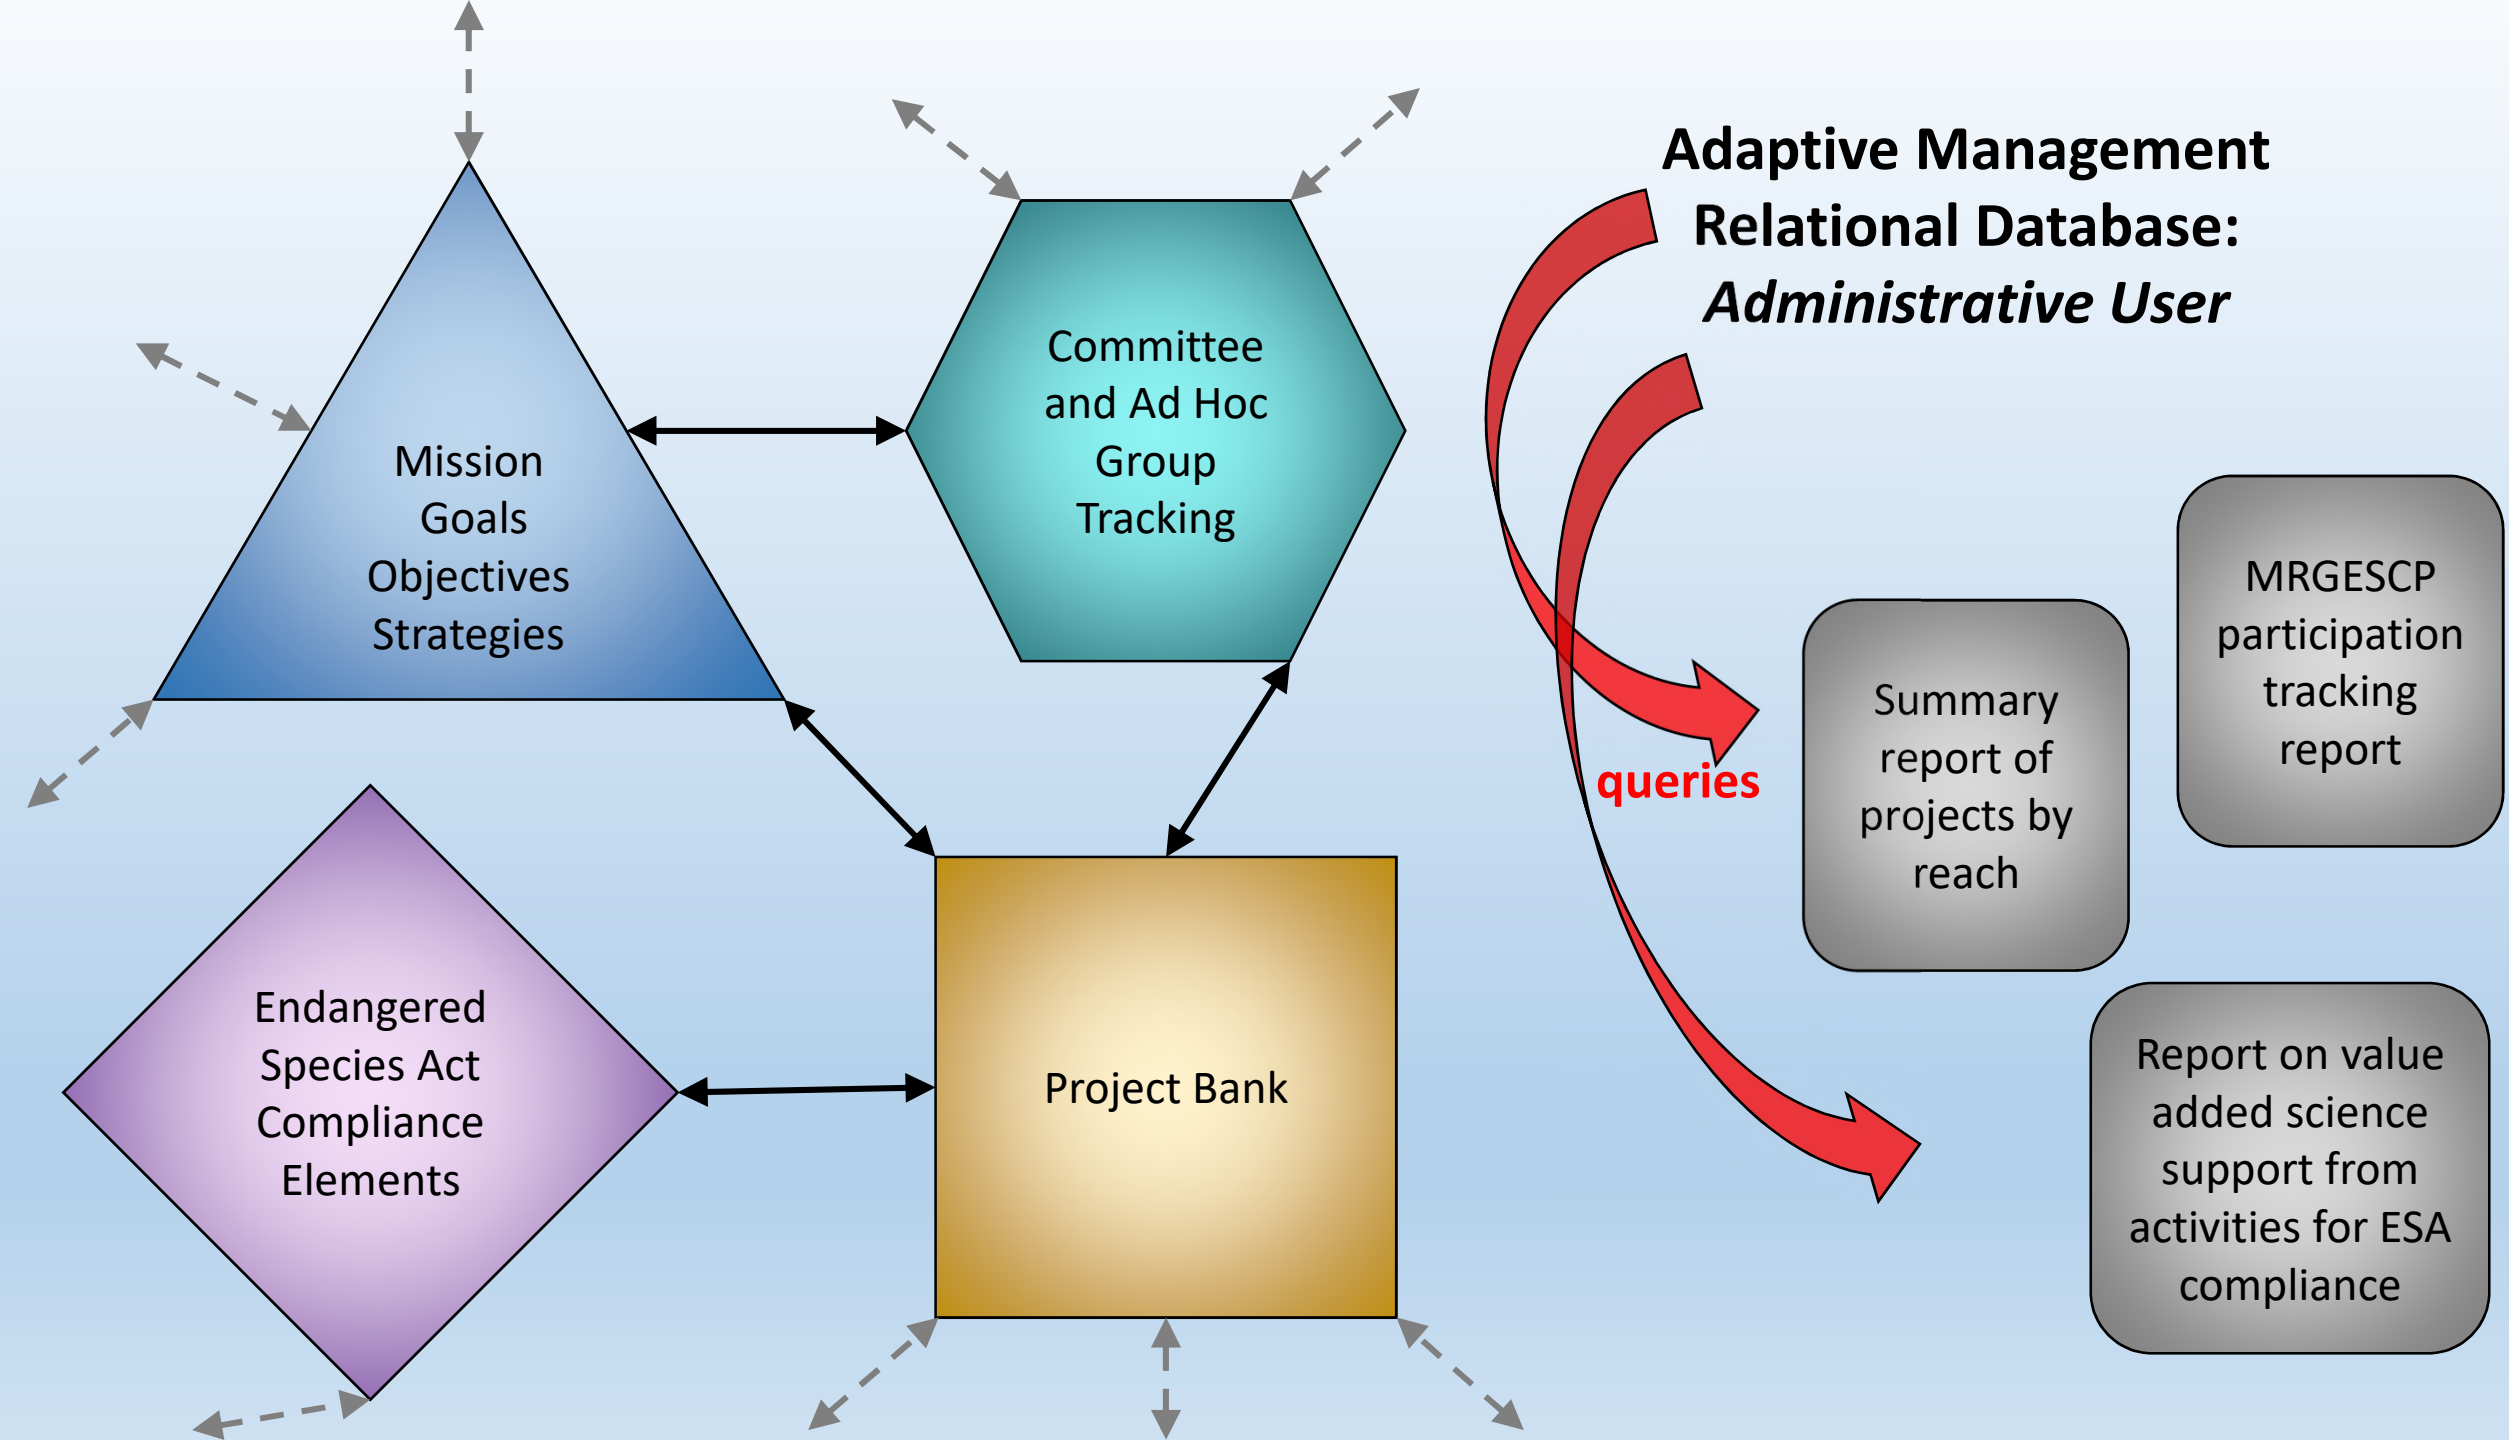 Adaptive Management
Relational Database:
Administrative User
Mission
Goals
Objectives
Strategies
Committee
and Ad Hoc
Group
Tracking
Endangered
Species Act
Compliance
Elements
Project Bank
queries
Summary
report of
projects by
reach
MRGESCP
participation
tracking
report
Report on value
added science
support from
activities for ESA
compliance